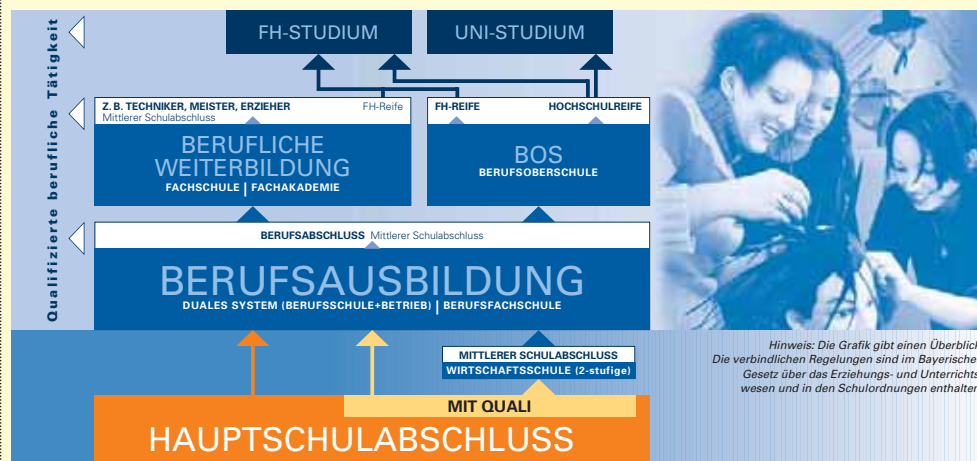 FH-STUDIUM
UNI-STUDIUM
Qualifizierte berufliche Tätigkeit
Z. B. TECHNIKER, MEISTER, ERZIEHER
Mittlerer Schulabschluss
FH-Reife
FH-REIFE
HOCHSCHULREIFE
BERUFLICHE
WEITERBILDUNG
FACHSCHULE | FACHAKADEMIE
BOS
BERUFSOBERSCHULE
BERUFSABSCHLUSS Mittlerer Schulabschluss
BERUFSAUSBILDUNG
DUALES SYSTEM (BERUFSSCHULE+BETRIEB) | BERUFSFACHSCHULE
MITTLERER SCHULABSCHLUSS
WIRTSCHAFTSSCHULE (2-stufige)
MIT QUALI
HAUPTSCHULABSCHLUSS
Hinweis: Die Grafik gibt einen Überblick
Die verbindlichen Regelungen sind im Bayerische
Gesetz über das Erziehungs- und Unterrichts
wesen und in den Schulordnungen enthalten